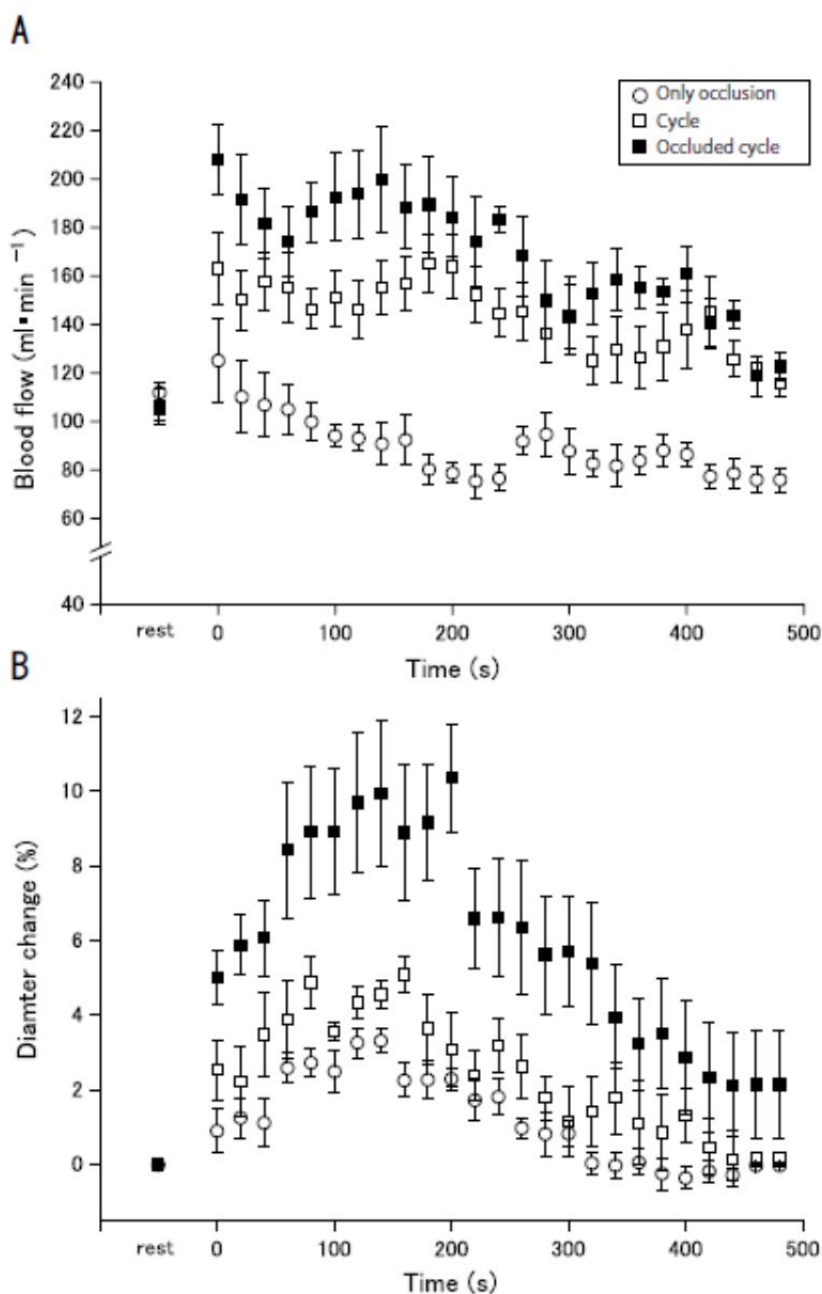 A
Blood flow (ml▪min ⁻¹)
240
220
200
180
160
140
120
100
80
60
40
Only occlusion
Cycle
Occluded cycle
rest 0 100 200 300 400 500
Time (s)
B
Diamter change (%)
12
10
8
6
4
2
0
rest 0 100 200 300 400 500
Time (s)